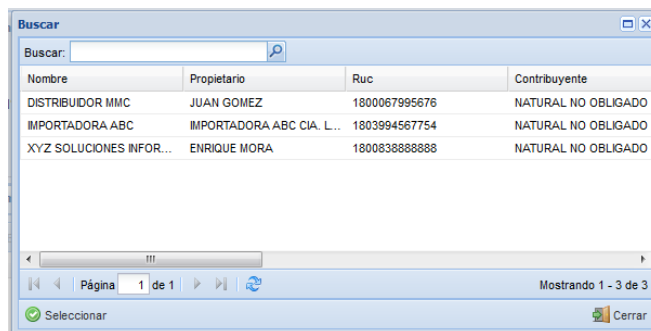 Buscar
Buscar:
Nombre Propietario Ruc Contribuyente
DISTRIBUIDOR MMC JUAN GOMEZ 1800067995676 NATURAL NO OBLIGADO
IMPORTADORA ABC IMPORTADORA ABC CIA. L... 1803994567754 NATURAL NO OBLIGADO
XYZ SOLUCIONES INFOR... ENRIQUE MORA 1800838888888 NATURAL NO OBLIGADO
Página 1 de 1 Mostrando 1 - 3 de 3
Seleccionar Cerrar